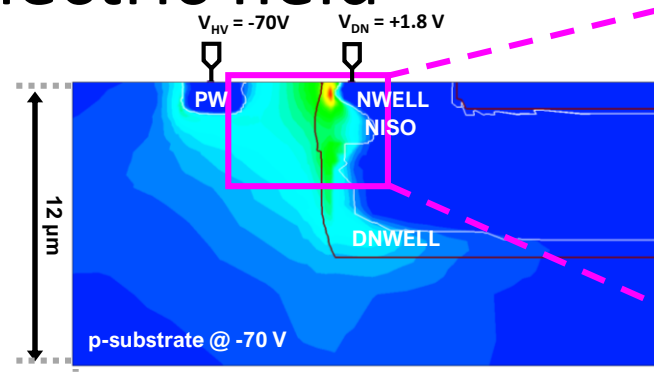 V_HV = -70V
V_DN = +1.8 V
PW
NWELL
NISO
DNWELL
12 µm
p-substrate @ -70 V